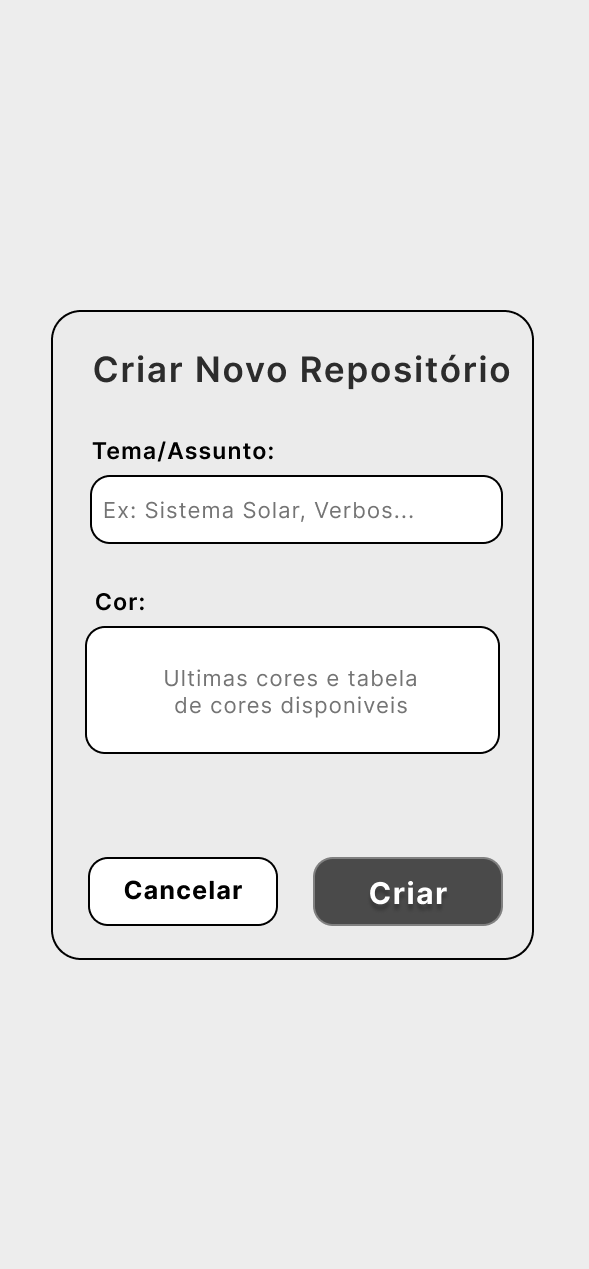 Criar Novo Repositório
Tema/Assunto:
Ex: Sistema Solar, Verbos...
Cor:
Ultimas cores e tabela
de cores disponiveis
Cancelar
Criar